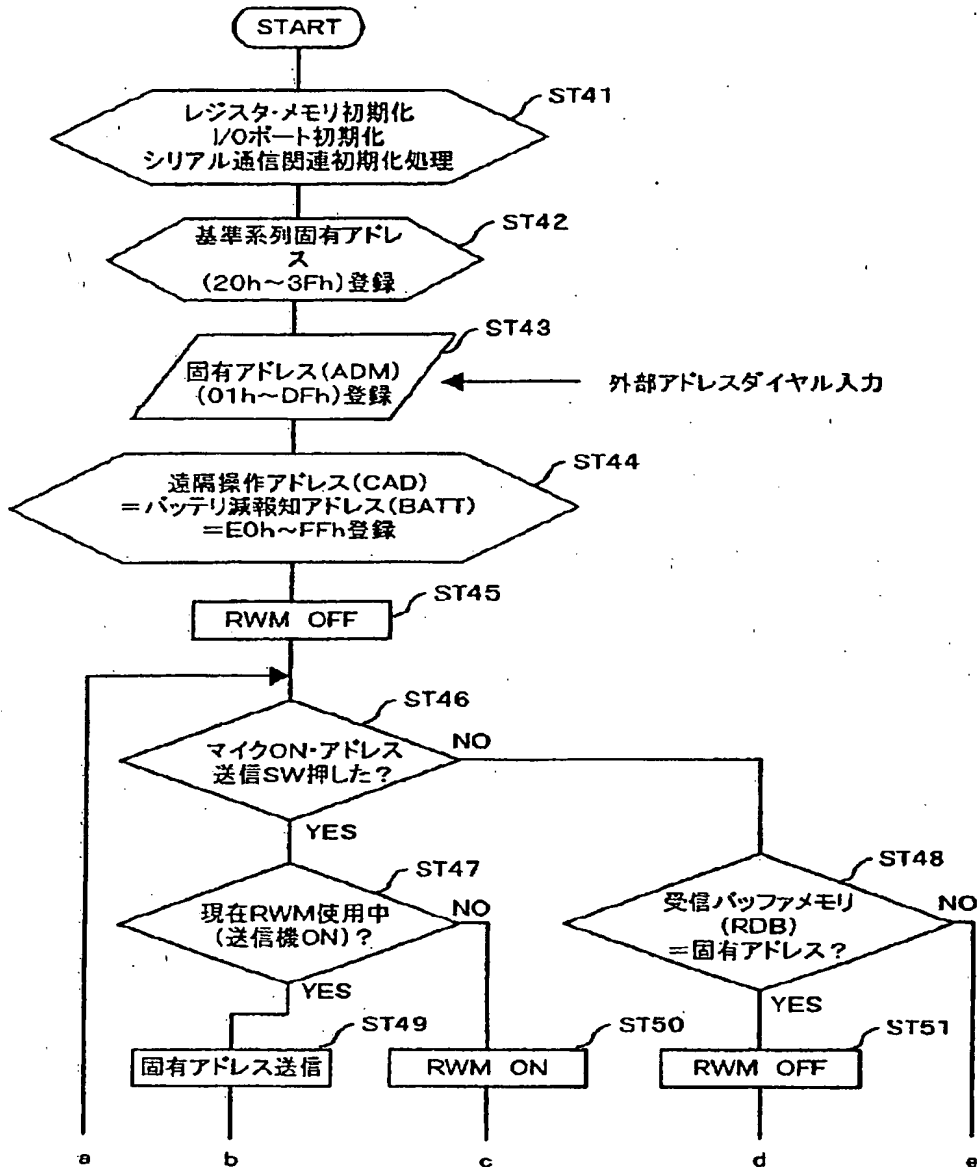 START
ST41
レジスタ・メモリ初期化
I/Oポート初期化
シリアル通信関連初期化処理
ST42
基準系列固有アドレ
ス
(20h~3Fh)登録
ST43
固有アドレス(ADM)
(01h~DFh)登録
外部アドレスダイヤル入力
ST44
遠隔操作アドレス(CAD)
=バッテリ減報知アドレス(BATT)
=E0h~FFh登録
ST45
RWM OFF
ST46
マイクON・アドレス
送信SW押した?
NO
YES
ST47
現在RWM使用中
(送信機ON)?
NO
YES
ST48
受信バッファメモリ
(RDB)
=固有アドレス?
NO
YES
ST49
固有アドレス送信
ST50
RWM ON
ST51
RWM OFF
a
b
c
d
e